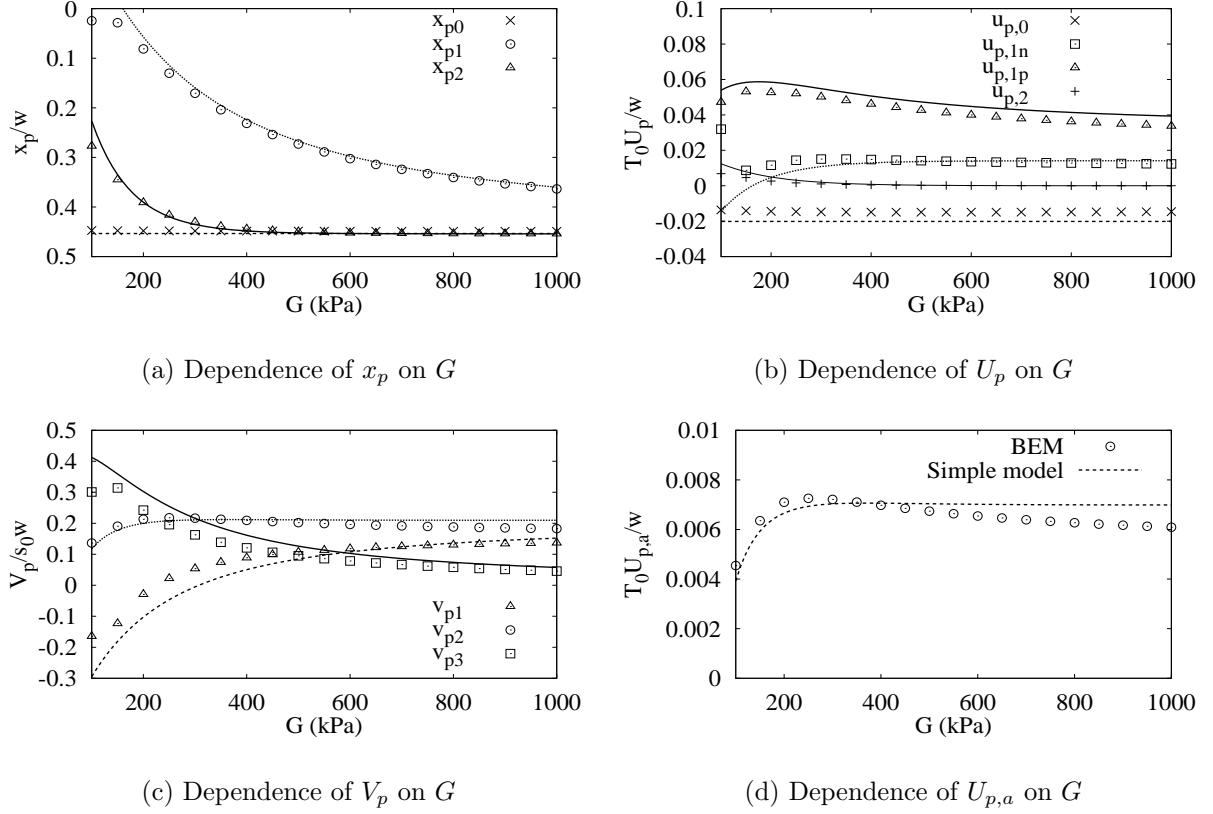 0
0.1
0.2
0.3
0.4
0.5
200 400 600 800 1000
x_p/w
G (kPa)
x_p0
x_p1
x_p2
(a) Dependence of x_p on G
0.1
0.08
0.06
0.04
0.02
0
-0.02
-0.04
200 400 600 800 1000
T_0U_p/w
G (kPa)
u_p,0
u_p,1n
u_p,1p
u_p,2
(b) Dependence of U_p on G
0.5
0.4
0.3
0.2
0.1
0
-0.1
-0.2
-0.3
200 400 600 800 1000
V_p/s_0w
G (kPa)
v_p1
v_p2
v_p3
(c) Dependence of V_p on G
0.01
0.008
0.006
0.004
0.002
0
200 400 600 800 1000
T_0U_p,a/w
G (kPa)
BEM
Simple model
(d) Dependence of U_p,a on G